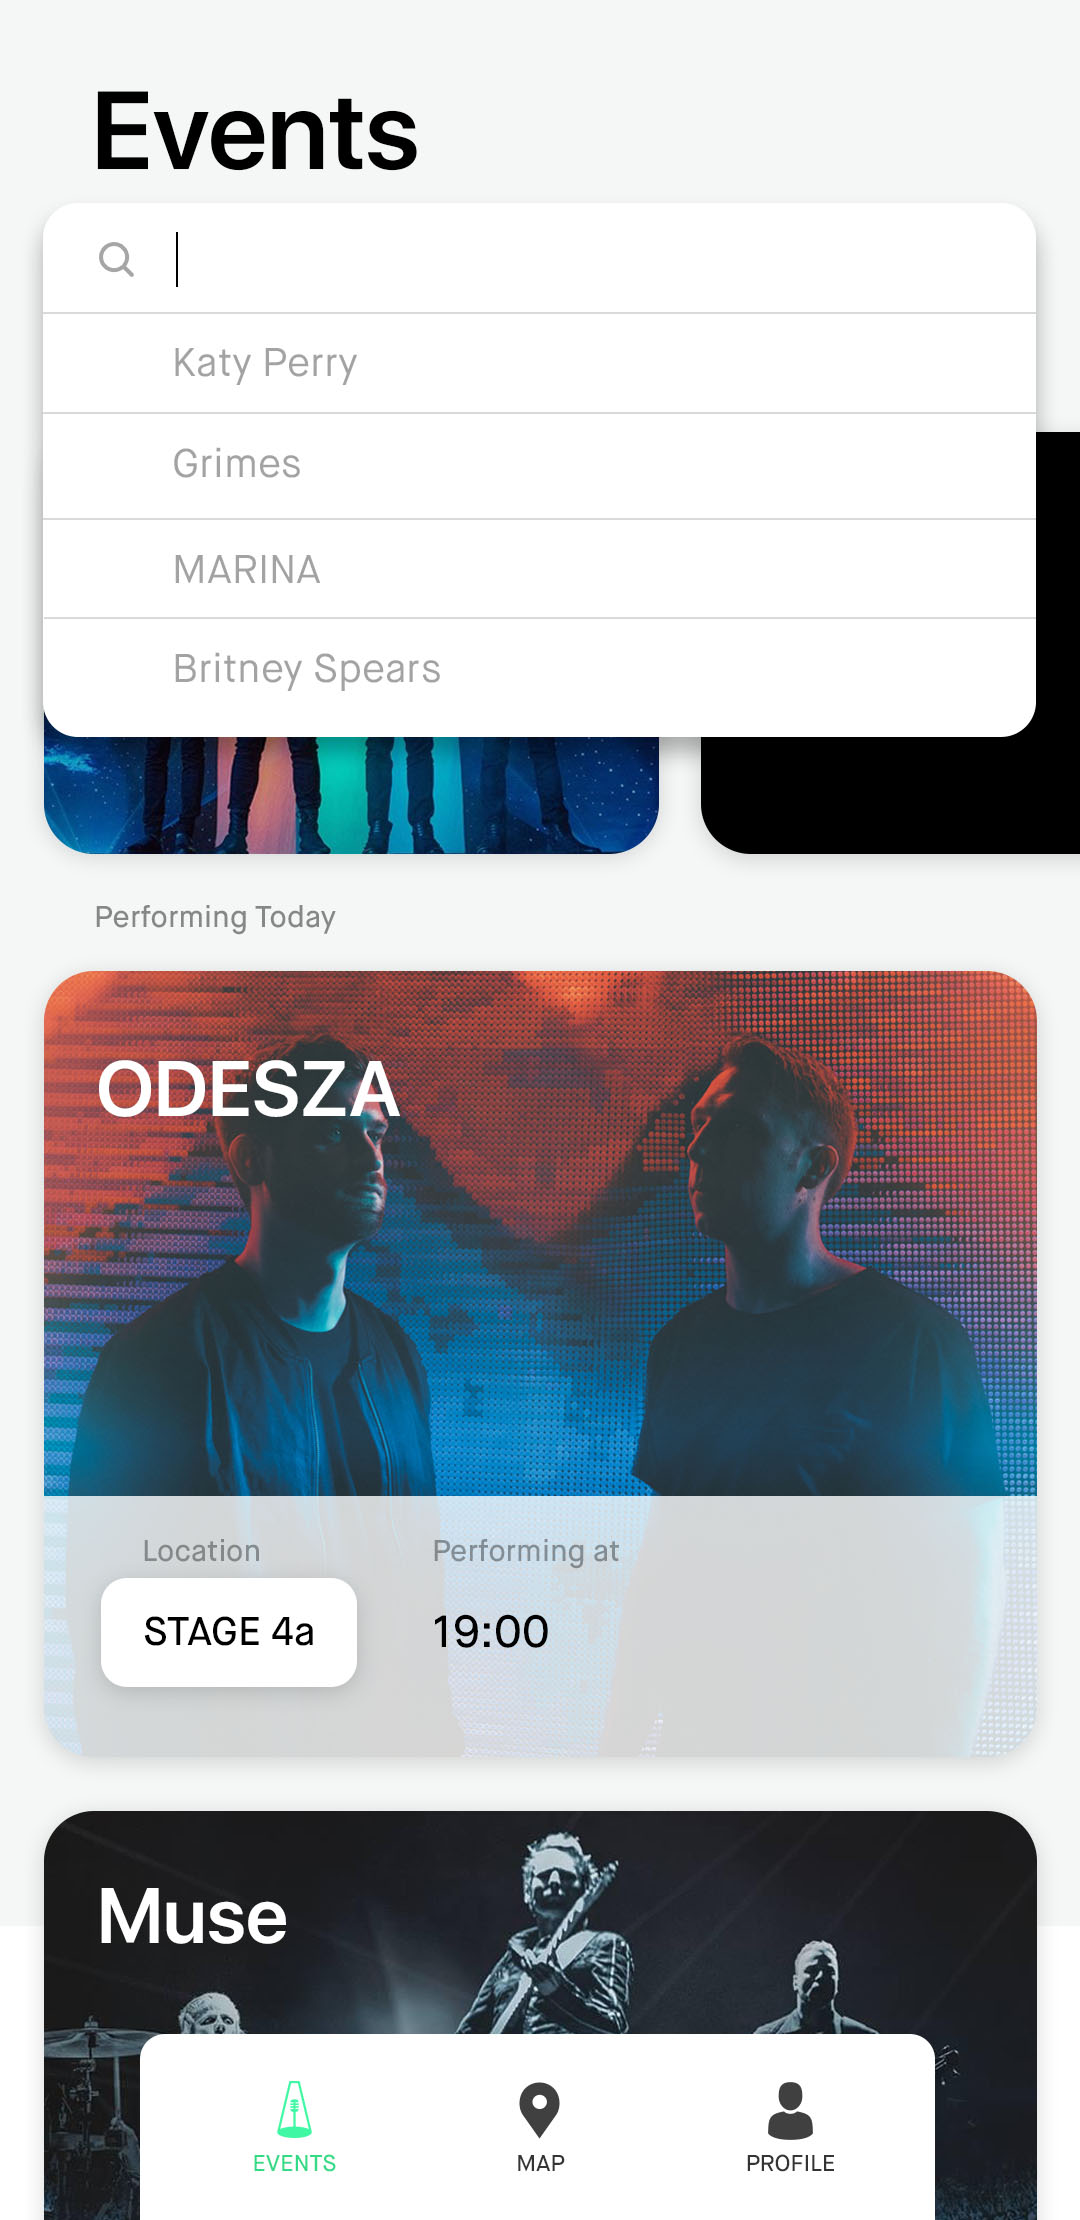 Events
Katy Perry
Grimes
MARINA
Britney Spears
Performing Today
ODESZA
Location
Performing at
STAGE 4a
19:00
Muse
EVENTS
MAP
PROFILE